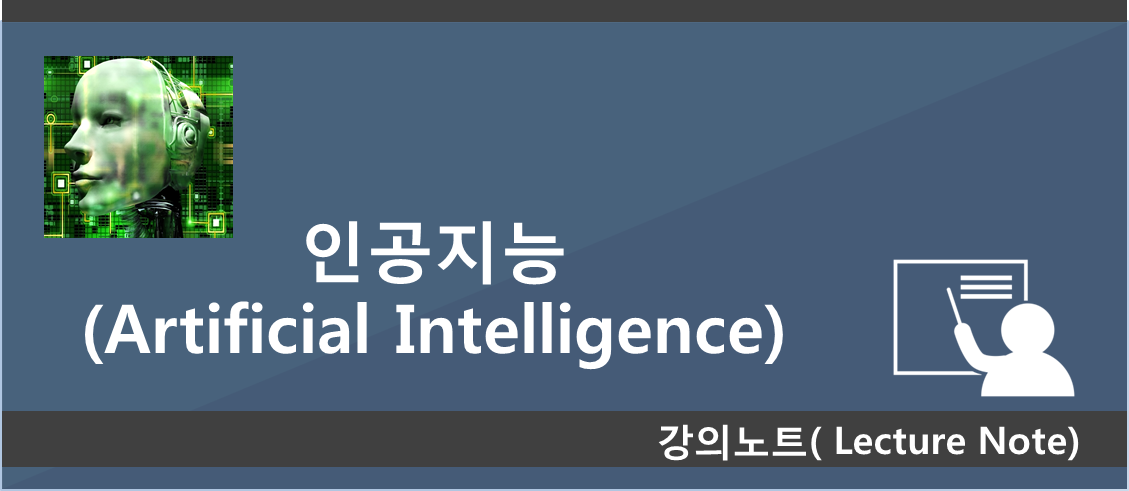 인공지능
(Artificial Intelligence)
강의노트( Lecture Note)